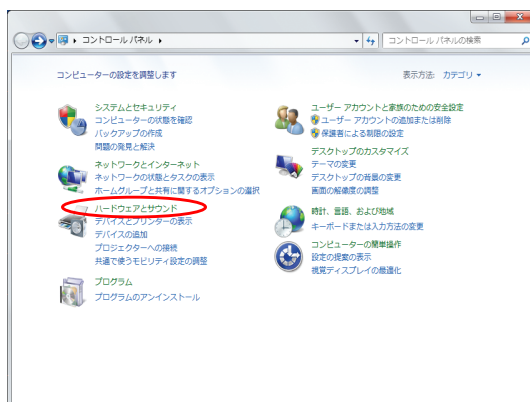 コントロール パネル
コントロール パネルの検索
コンピューターの設定を調整します
表示方法: カテゴリ
システムとセキュリティ
コンピューターの状態を確認
バックアップの作成
問題の発見と解決
ネットワークとインターネット
ネットワークの状態とタスクの表示
ホームグループと共有に関するオプションの選択
ハードウェアとサウンド
デバイスとプリンターの表示
デバイスの追加
プロジェクターへの接続
共通で使うモビリティ設定の調整
プログラム
プログラムのアンインストール
ユーザー アカウントと家族のための安全設定
ユーザー アカウントの追加または削除
保護者による制限の設定
デスクトップのカスタマイズ
テーマの変更
デスクトップの背景の変更
画面の解像度の調整
時計、言語、および地域
キーボードまたは入力方法の変更
コンピューターの簡単操作
設定の提案の表示
視覚ディスプレイの最適化